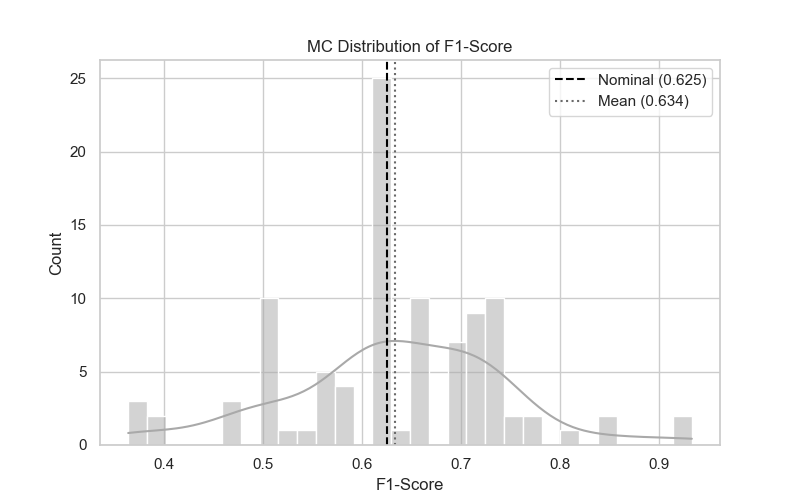 MC Distribution of F1-Score
Nominal (0.625)
Mean (0.634)
Count
25
20
15
10
5
0
0.4 0.5 0.6 0.7 0.8 0.9
F1-Score